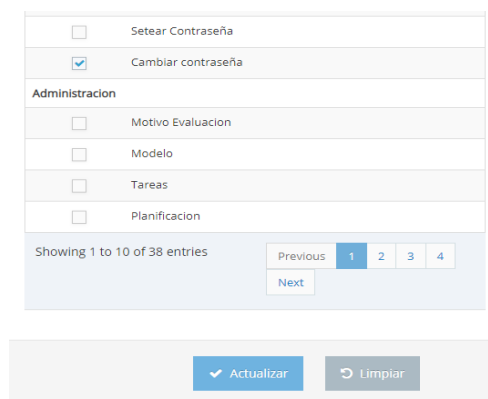 Setear Contraseña
Cambiar contraseña
Administracion
Motivo Evaluacion
Modelo
Tareas
Planificacion
Showing 1 to 10 of 38 entries
Previous 1 2 3 4
Next
Actualizar Limpiar